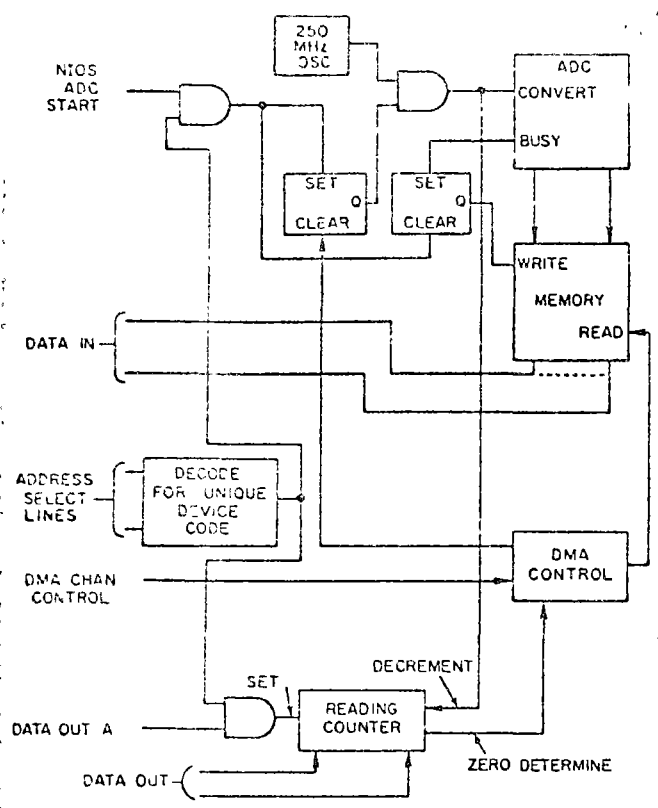 250
MHz
OSC
NIOS
ADC
START
ADC
CONVERT
BUSY
SET
Q
CLEAR
SET
Q
CLEAR
WRITE
MEMORY
READ
DATA IN
ADDRESS
SELECT
LINES
DECODE
FOR UNIQUE
DEVICE
CODE
DMA
CONTROL
DMA CHAN
CONTROL
DECREMENT
SET
READING
COUNTER
DATA OUT A
ZERO DETERMINE
DATA OUT